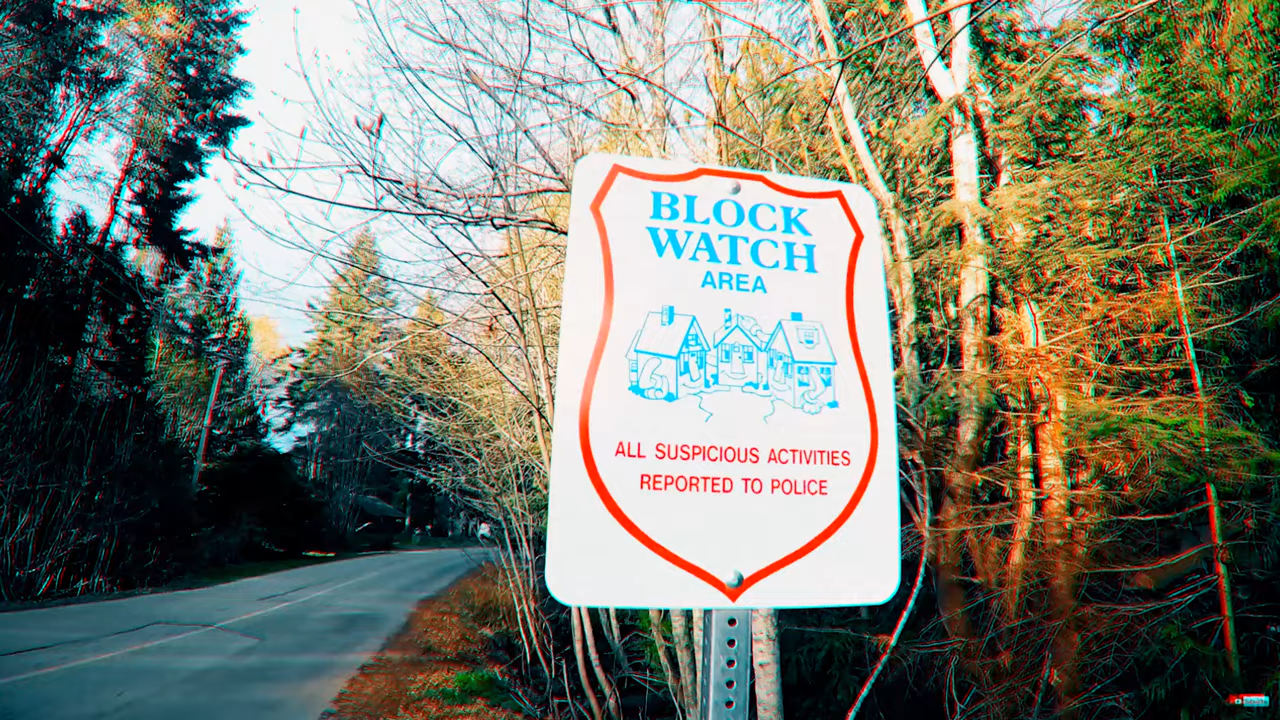 BLOCK
WATCH
AREA
ALL SUSPICIOUS ACTIVITIES
REPORTED TO POLICE